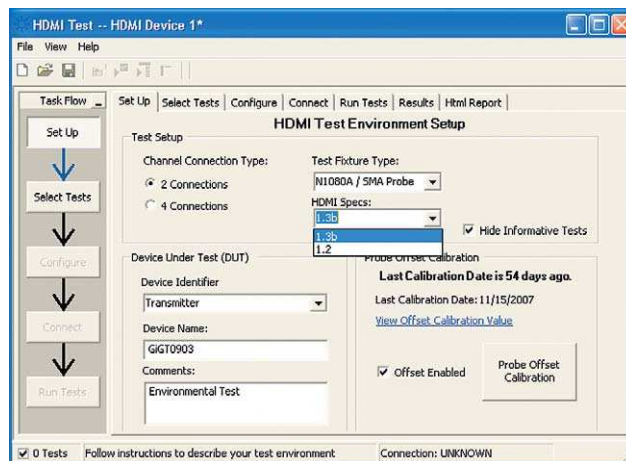 HDMI Test -- HDMI Device 1*
File View Help
Task Flow
Set Up Select Tests Configure Connect Run Tests Results Html Report
HDMI Test Environment Setup
Set Up
Select Tests
Configure
Connect
Run Tests
Test Setup
Channel Connection Type:
2 Connections
4 Connections
Test Fixture Type:
N1080A / SMA Probe
HDMI Specs:
1.3b
1.3b
1.2
Hide Informative Tests
Device Under Test (DUT)
Device Identifier
Transmitter
Device Name:
GiGT0903
Comments:
Environmental Test
Probe Offset Calibration
Last Calibration Date is 54 days ago.
Last Calibration Date: 11/15/2007
View Offset Calibration Value
Offset Enabled
Probe Offset
Calibration
0 Tests Follow instructions to describe your test environment Connection: UNKNOWN